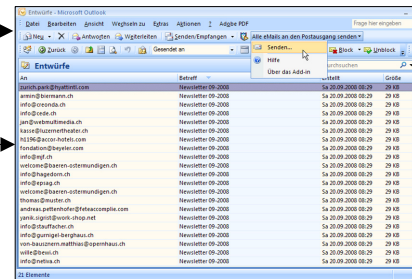 Entwürfe - Microsoft Outlook
Datei Bearbeiten Ansicht Wechseln zu Extras Aktionen ? Adobe PDF
Frage hier eingeben
Neu Antworten Weiterleiten Senden/Empfangen Alle eMails an den Postausgang senden
Zurück Gesendet an Block Unblock
Senden...
Hilfe
Über das Add-in
Entwürfe durchsuchen
An Betreff Erstellt Größe
zurich.park@hyattintl.com Newsletter 09-2008 Sa 20.09.2008 08:29 29 KB
armin@biermann.ch Newsletter 09-2008 Sa 20.09.2008 08:29 29 KB
info@creonda.ch Newsletter 09-2008 Sa 20.09.2008 08:29 29 KB
info@cede.ch Newsletter 09-2008 Sa 20.09.2008 08:29 29 KB
jan@webmultimedia.ch Newsletter 09-2008 Sa 20.09.2008 08:29 29 KB
kasse@luzernertheater.ch Newsletter 09-2008 Sa 20.09.2008 08:29 29 KB
h1196@accor-hotels.com Newsletter 09-2008 Sa 20.09.2008 08:29 29 KB
fondation@beyeler.com Newsletter 09-2008 Sa 20.09.2008 08:29 29 KB
info@mjf.ch Newsletter 09-2008 Sa 20.09.2008 08:29 29 KB
welcome@baeren-ostermundigen.ch Newsletter 09-2008 Sa 20.09.2008 08:29 29 KB
info@hagedorn.ch Newsletter 09-2008 Sa 20.09.2008 08:29 29 KB
info@epsag.ch Newsletter 09-2008 Sa 20.09.2008 08:29 29 KB
welcome@baeren-ostermundigen.ch Newsletter 09-2008 Sa 20.09.2008 08:29 29 KB
thomas@muster.ch Newsletter 09-2008 Sa 20.09.2008 08:29 29 KB
andreas.pettenhofer@feteaccomplie.com Newsletter 09-2008 Sa 20.09.2008 08:29 29 KB
yanik.sigrist@work-shop.net Newsletter 09-2008 Sa 20.09.2008 08:29 29 KB
info@stauffacher.ch Newsletter 09-2008 Sa 20.09.2008 08:29 29 KB
info@gurnigel-berghaus.ch Newsletter 09-2008 Sa 20.09.2008 08:29 29 KB
von-bausznern.matthias@opernhaus.ch Newsletter 09-2008 Sa 20.09.2008 08:29 29 KB
wille@bewi.ch Newsletter 09-2008 Sa 20.09.2008 08:29 29 KB
info@netiva.ch Newsletter 09-2008 Sa 20.09.2008 08:29 29 KB
21 Elemente